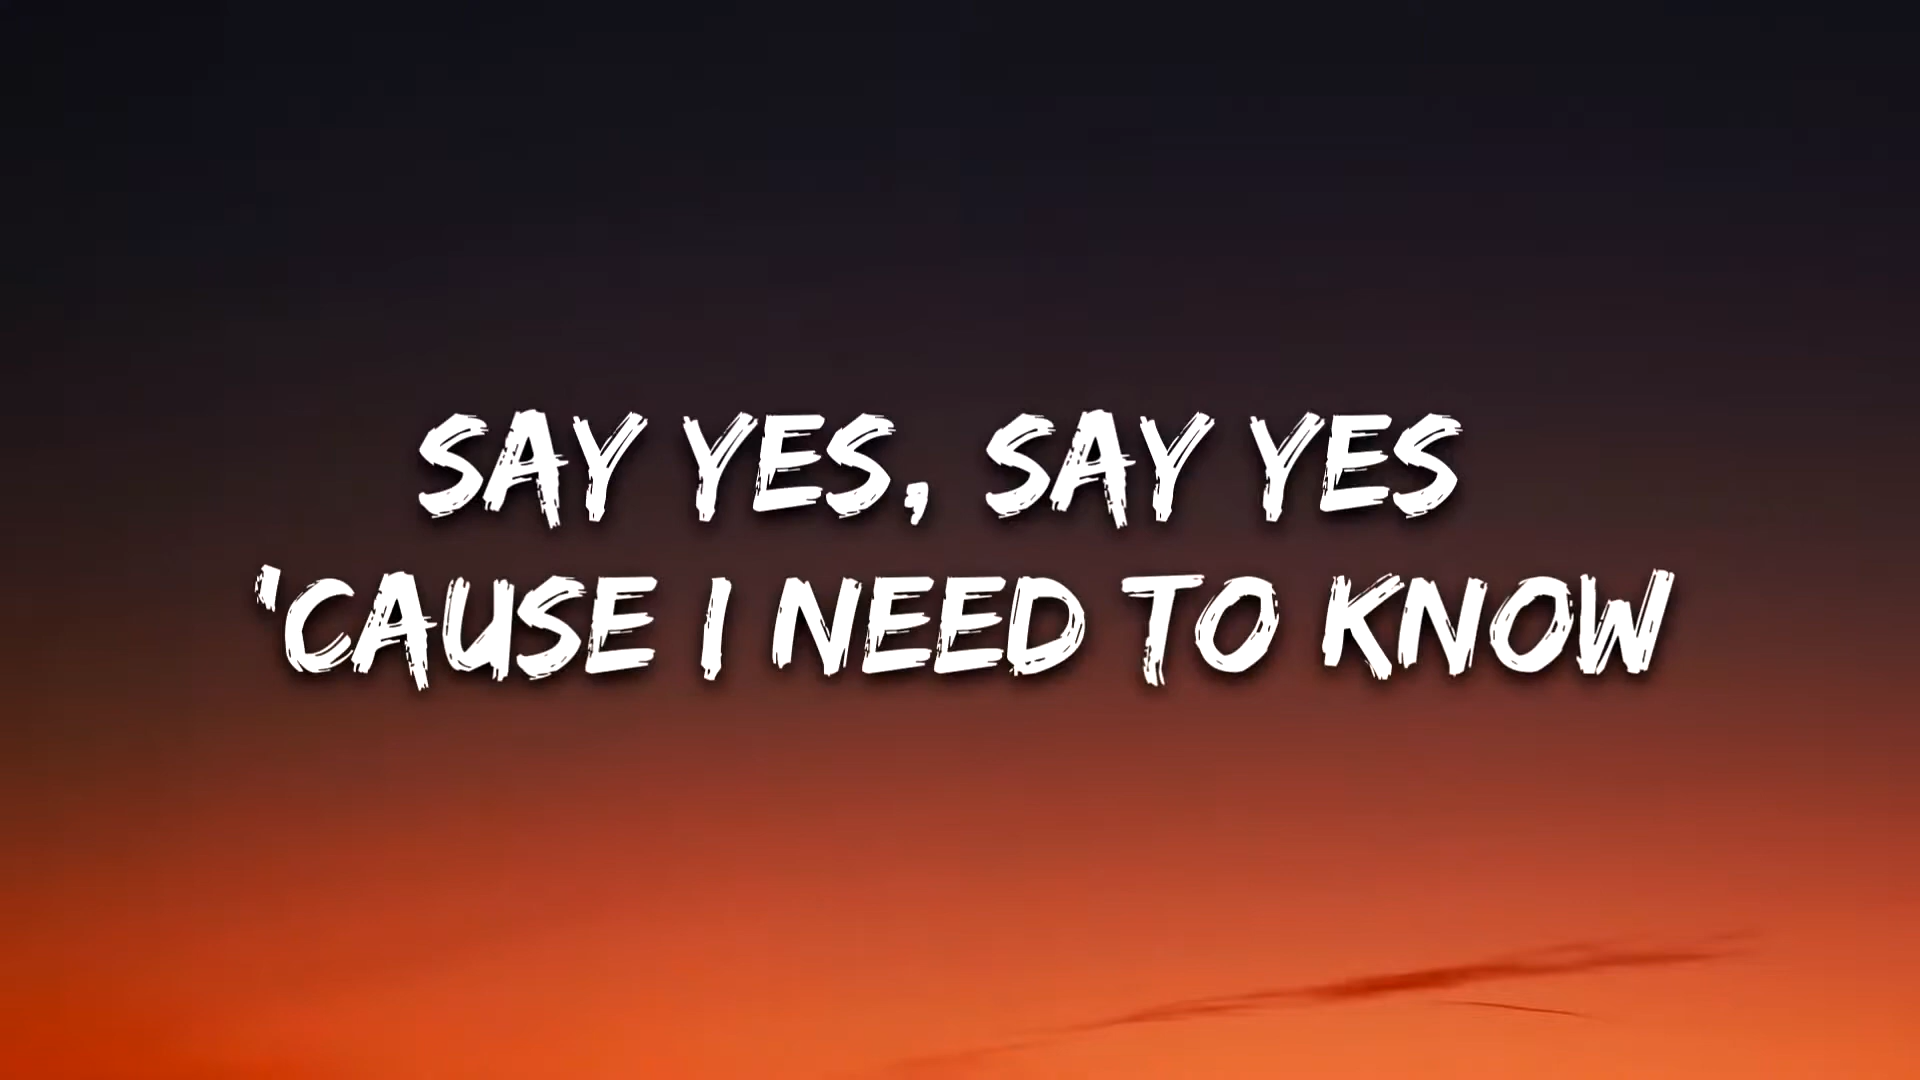 SAY YES, SAY YES
'CAUSE I NEED TO KNOW